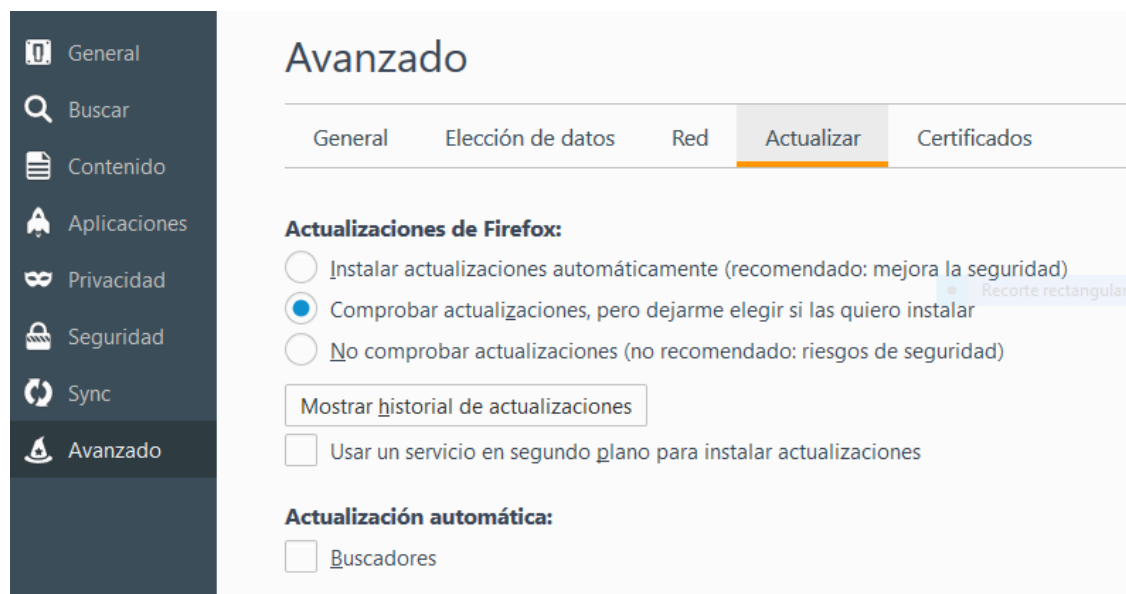 General
Buscar
Contenido
Aplicaciones
Privacidad
Seguridad
Sync
Avanzado
Avanzado
General Elección de datos Red Actualizar Certificados
Actualizaciones de Firefox:
Instalar actualizaciones automáticamente (recomendado: mejora la seguridad)
Recorte rectangular
Comprobar actualizaciones, pero dejarme elegir si las quiero instalar
No comprobar actualizaciones (no recomendado: riesgos de seguridad)
Mostrar historial de actualizaciones
Usar un servicio en segundo plano para instalar actualizaciones
Actualización automática:
Buscadores